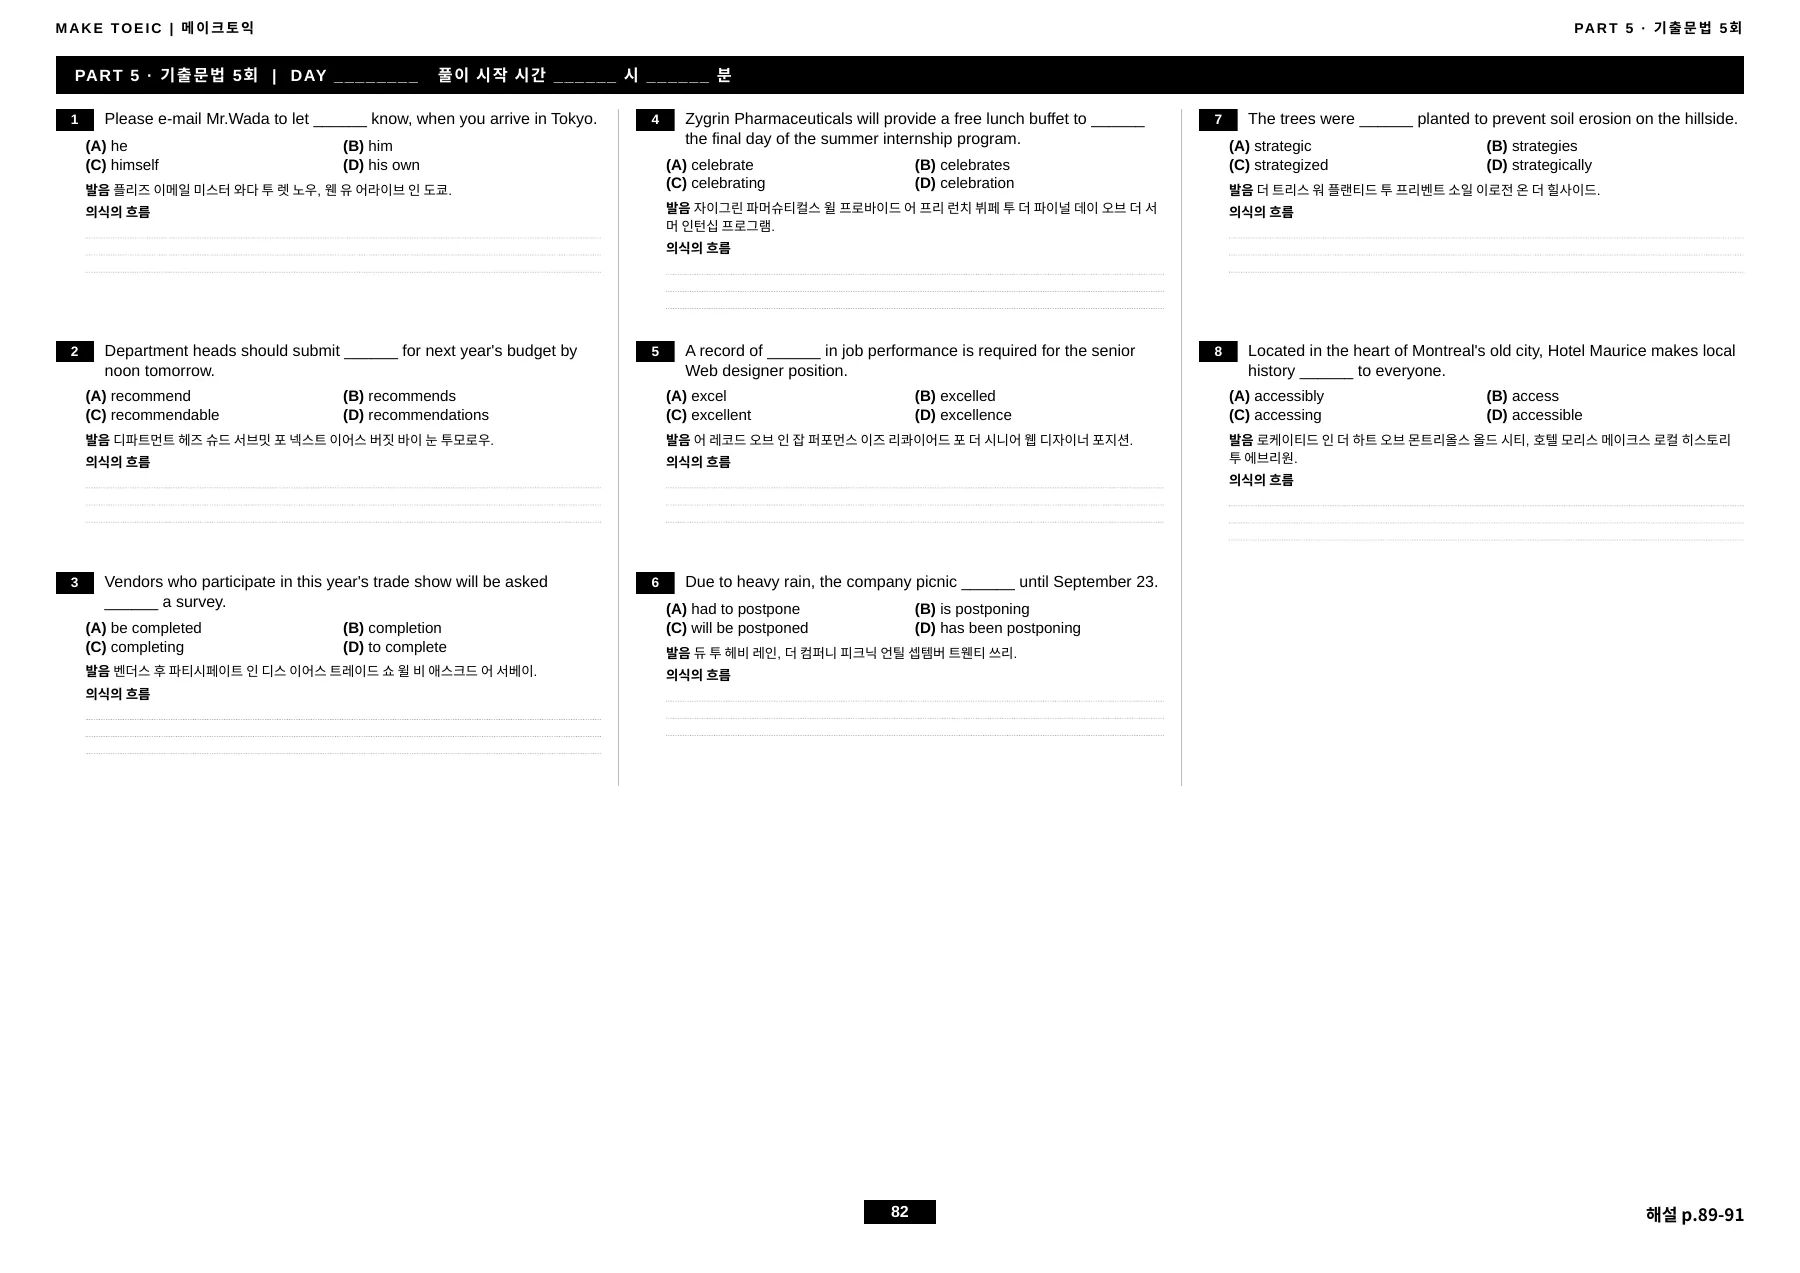 MAKE TOEIC | 메이크토익
PART 5 · 기출문법 5회
PART 5 · 기출문법 5회 | DAY ________ 풀이 시작 시간 ______ 시 ______ 분
1 Please e-mail Mr.Wada to let ______ know, when you arrive in Tokyo.
(A) he (B) him
(C) himself (D) his own
발음 플리즈 이메일 미스터 와다 투 렛 노우, 웬 유 어라이브 인 도쿄.
의식의 흐름
2 Department heads should submit ______ for next year's budget by
noon tomorrow.
(A) recommend (B) recommends
(C) recommendable (D) recommendations
발음 디파트먼트 헤즈 슈드 서브밋 포 넥스트 이어스 버짓 바이 눈 투모로우.
의식의 흐름
3 Vendors who participate in this year's trade show will be asked
______ a survey.
(A) be completed (B) completion
(C) completing (D) to complete
발음 벤더스 후 파티시페이트 인 디스 이어스 트레이드 쇼 윌 비 애스크드 어 서베이.
의식의 흐름
4 Zygrin Pharmaceuticals will provide a free lunch buffet to ______
the final day of the summer internship program.
(A) celebrate (B) celebrates
(C) celebrating (D) celebration
발음 자이그린 파머슈티컬스 윌 프로바이드 어 프리 런치 뷔페 투 더 파이널 데이 오브 더 서
머 인턴십 프로그램.
의식의 흐름
5 A record of ______ in job performance is required for the senior
Web designer position.
(A) excel (B) excelled
(C) excellent (D) excellence
발음 어 레코드 오브 인 잡 퍼포먼스 이즈 리콰이어드 포 더 시니어 웹 디자이너 포지션.
의식의 흐름
6 Due to heavy rain, the company picnic ______ until September 23.
(A) had to postpone (B) is postponing
(C) will be postponed (D) has been postponing
발음 듀 투 헤비 레인, 더 컴퍼니 피크닉 언틸 셉템버 트웬티 쓰리.
의식의 흐름
7 The trees were ______ planted to prevent soil erosion on the hillside.
(A) strategic (B) strategies
(C) strategized (D) strategically
발음 더 트리스 워 플랜티드 투 프리벤트 소일 이로전 온 더 힐사이드.
의식의 흐름
8 Located in the heart of Montreal's old city, Hotel Maurice makes local
history ______ to everyone.
(A) accessibly (B) access
(C) accessing (D) accessible
발음 로케이티드 인 더 하트 오브 몬트리올스 올드 시티, 호텔 모리스 메이크스 로컬 히스토리
투 에브리원.
의식의 흐름
82
해설 p.89-91